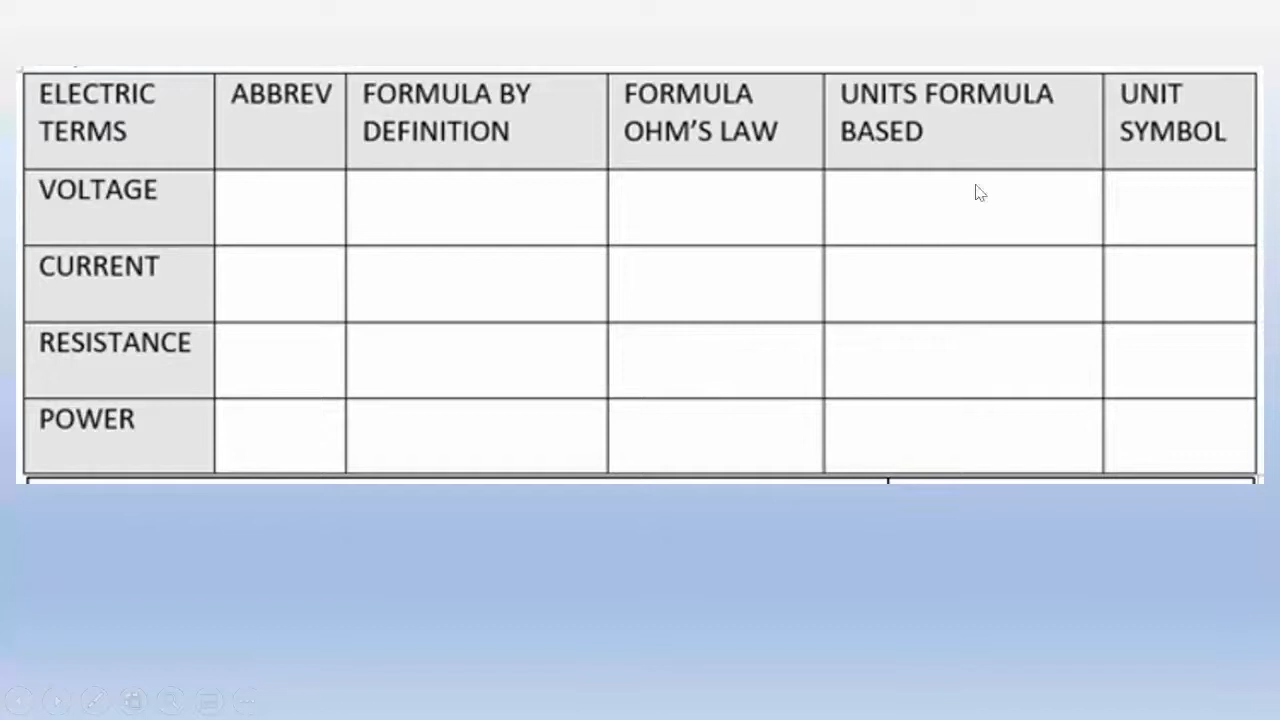 ELECTRIC TERMS
ABBREV
FORMULA BY DEFINITION
FORMULA OHM'S LAW
UNITS FORMULA BASED
UNIT SYMBOL
VOLTAGE
CURRENT
RESISTANCE
POWER